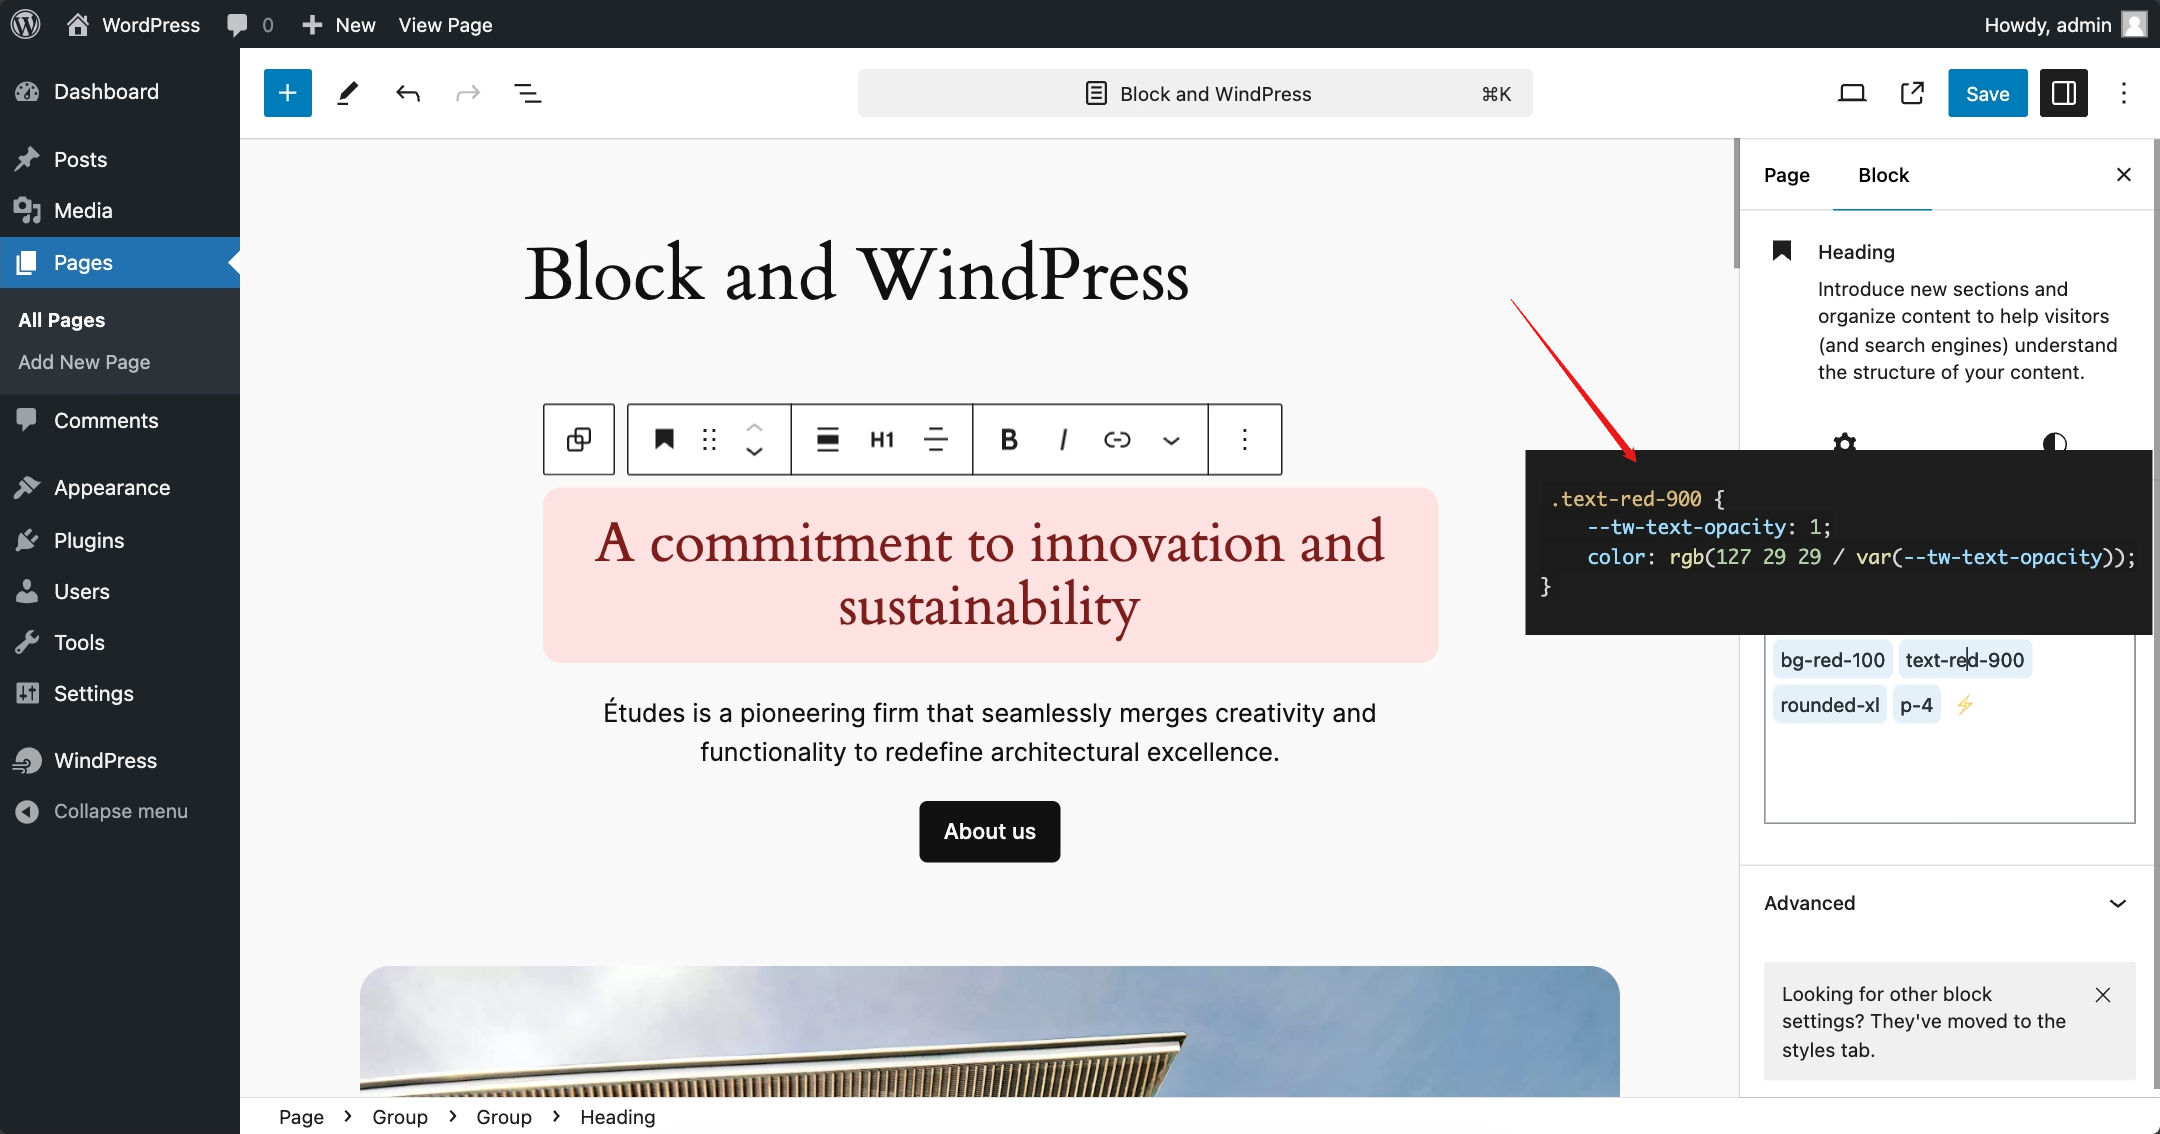 WordPress
0
New
View Page
Howdy, admin
Dashboard
Posts
Media
Pages
All Pages
Add New Page
Comments
Appearance
Plugins
Users
Tools
Settings
WindPress
Collapse menu
Block and WindPress
⌘K
Save
Block and WindPress
H1
B I
A commitment to innovation and
sustainability
Études is a pioneering firm that seamlessly merges creativity and
functionality to redefine architectural excellence.
About us
Page > Group > Group > Heading
Page
Block
Heading
Introduce new sections and
organize content to help visitors
(and search engines) understand
the structure of your content.
.text-red-900 {
--tw-text-opacity: 1;
color: rgb(127 29 29 / var(--tw-text-opacity));
}
bg-red-100 text-red-900
rounded-xl p-4
Advanced
Looking for other block
settings? They've moved to the
styles tab.